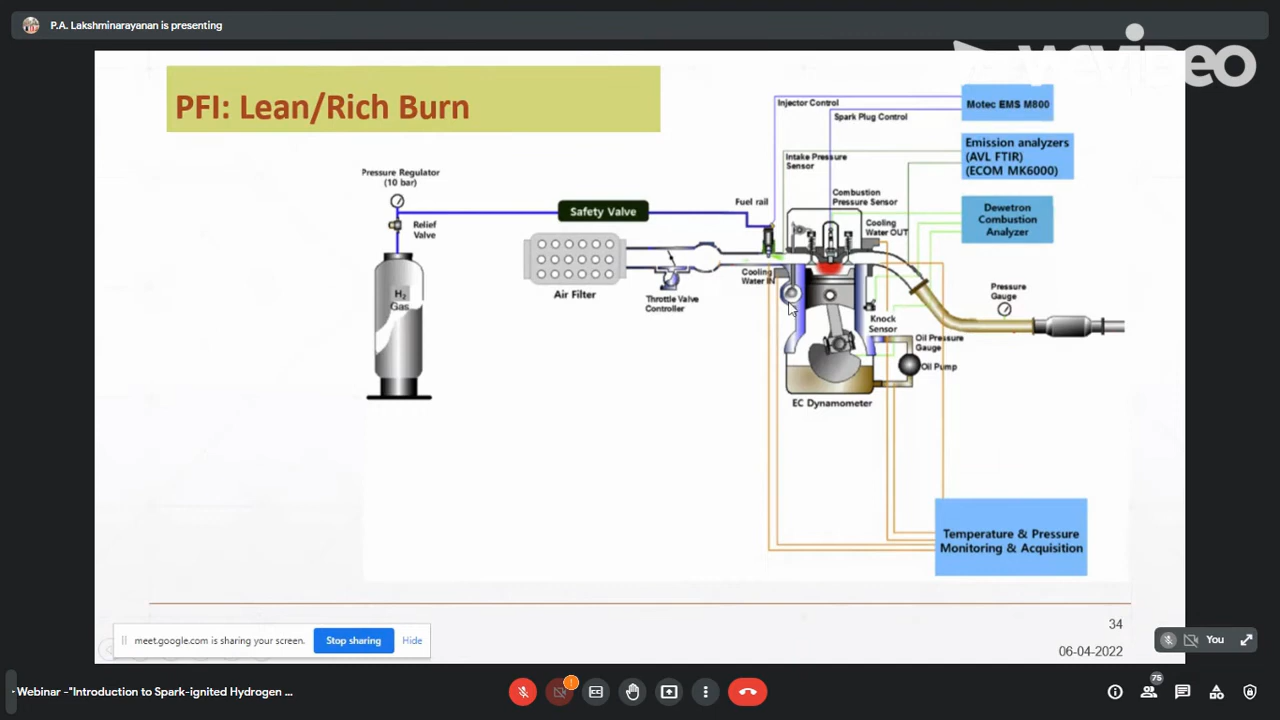 P.A. Lakshminarayanan is presenting
PFI: Lean/Rich Burn
Injector Control
Motec EMS M800
Spark Plug Control
Emission analyzers
(AVL FTIR)
(ECOM MK6000)
Intake Pressure
Sensor
Pressure Regulator
(10 bar)
Fuel rail
Combustion
Pressure Sensor
Dewetron
Combustion
Analyzer
Safety Valve
Relief
Valve
Cooling
Water OUT
H2
Gas
Air Filter
Throttle Valve
Controller
Cooling
Water IN
Pressure
Gauge
Knock
Sensor
Oil Pressure
Gauge
Oil Pump
EC Dynamometer
Temperature & Pressure
Monitoring & Acquisition
34
06-04-2022
meet.google.com is sharing your screen.
Stop sharing
Hide
You
Webinar -"Introduction to Spark-ignited Hydrogen ...
75